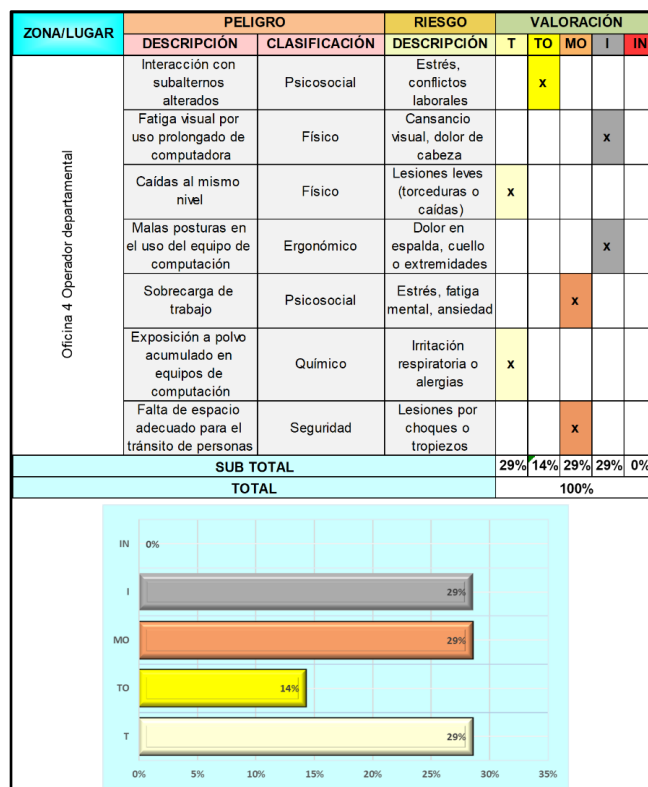 ZONA/LUGAR
PELIGRO
RIESGO
VALORACIÓN
DESCRIPCIÓN
CLASIFICACIÓN
DESCRIPCIÓN
T
TO
MO
I
IN
Oficina 4 Operador departamental
Interacción con
subalternos
alterados
Psicosocial
Estrés,
conflictos
laborales
x
Fatiga visual por
uso prolongado de
computadora
Físico
Cansancio
visual, dolor de
cabeza
x
Caídas al mismo
nivel
Físico
Lesiones leves
(torceduras o
caídas)
x
Malas posturas en
el uso del equipo de
computación
Ergonómico
Dolor en
espalda, cuello
o extremidades
x
Sobrecarga de
trabajo
Psicosocial
Estrés, fatiga
mental, ansiedad
x
Exposición a polvo
acumulado en
equipos de
computación
Químico
Irritación
respiratoria o
alergias
x
Falta de espacio
adecuado para el
tránsito de personas
Seguridad
Lesiones por
choques o
tropiezos
x
SUB TOTAL
29%
14%
29%
29%
0%
TOTAL
100%
IN
0%
I
29%
MO
29%
TO
14%
T
29%
0%
5%
10%
15%
20%
25%
30%
35%